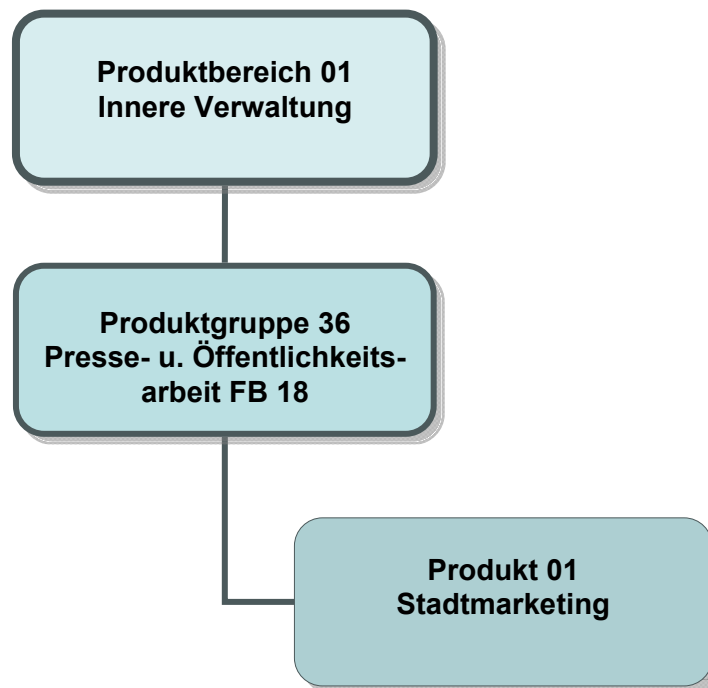 Produktbereich 01
Innere Verwaltung
Produktgruppe 36
Presse- u. Öffentlichkeits-
arbeit FB 18
Produkt 01
Stadtmarketing